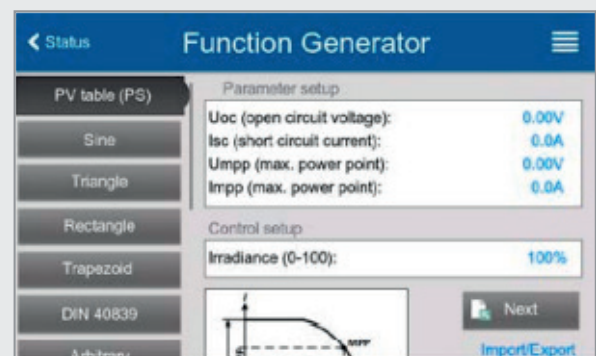 Status
Function Generator
PV table (PS)
Sine
Triangle
Rectangle
Trapezoid
DIN 40839
Arbitrary
Parameter setup
Uoc (open circuit voltage): 0.00V
Isc (short circuit current): 0.0A
Umpp (max. power point): 0.00V
Impp (max. power point): 0.0A
Control setup
Irradiance (0-100): 100%
I
MPP
Next
Import/Export